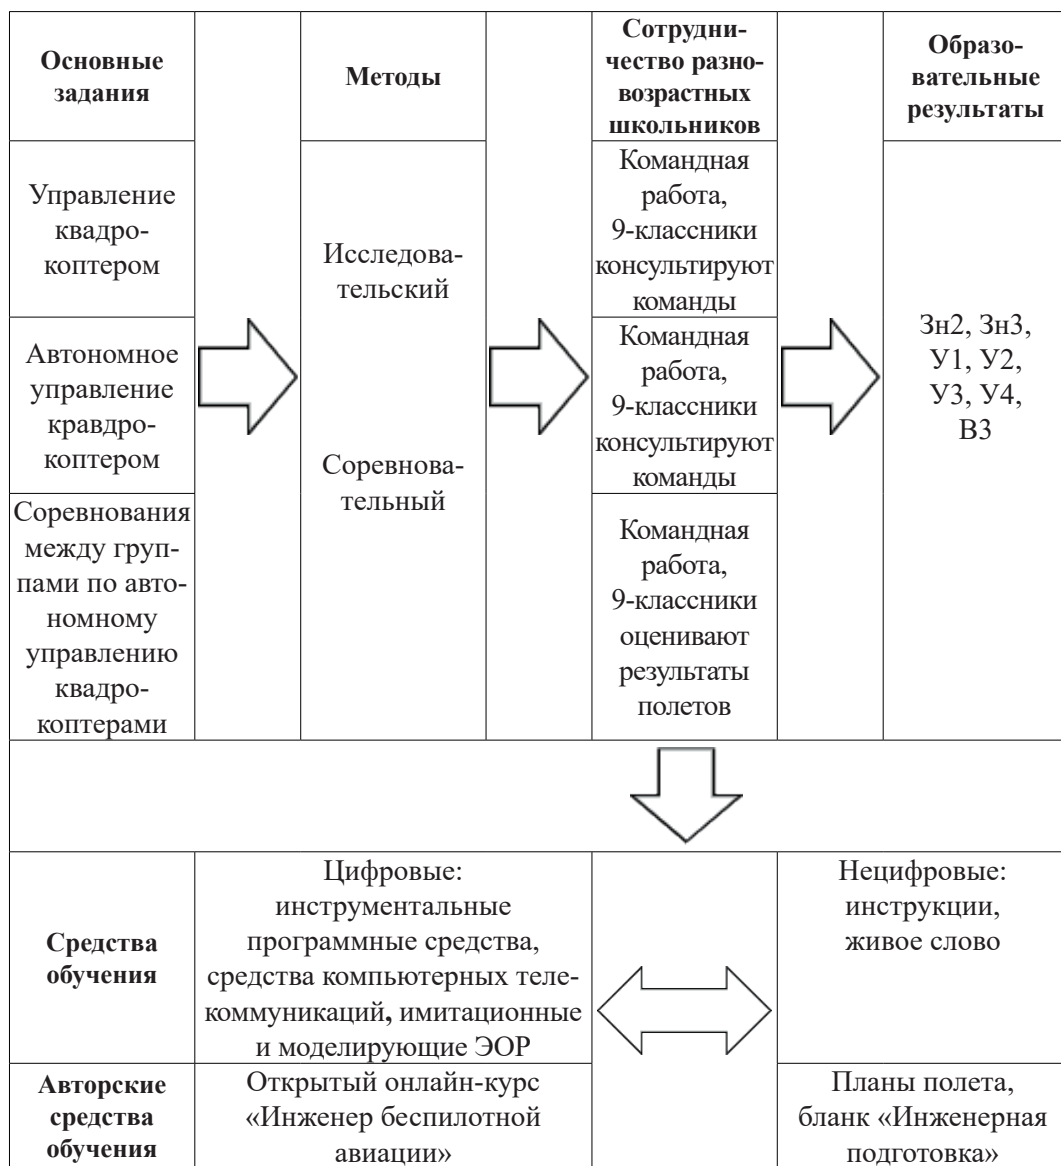 Основные
задания
Методы
Сотрудни-
чество разно-
возрастных
школьников
Образо-
вательные
результаты
Управление
квадро-
коптером
Исследова-
тельский
Соревнова-
тельный
Командная
работа,
9-классники
консультируют
команды
Зн2, Зн3,
У1, У2,
У3, У4,
В3
Автономное
управление
кравдро-
коптером
Командная
работа,
9-классники
консультируют
команды
Соревнования
между груп-
пами по авто-
номному
управлению
квадро-
коптерами
Командная
работа,
9-классники
оценивают
результаты
полетов
Средства
обучения
Цифровые:
инструментальные
программные средства,
средства компьютерных теле-
коммуникаций, имитационные
и моделирующие ЭОР
Нецифровые:
инструкции,
живое слово
Авторские
средства
обучения
Открытый онлайн-курс
«Инженер беспилотной
авиации»
Планы полета,
бланк «Инженерная
подготовка»